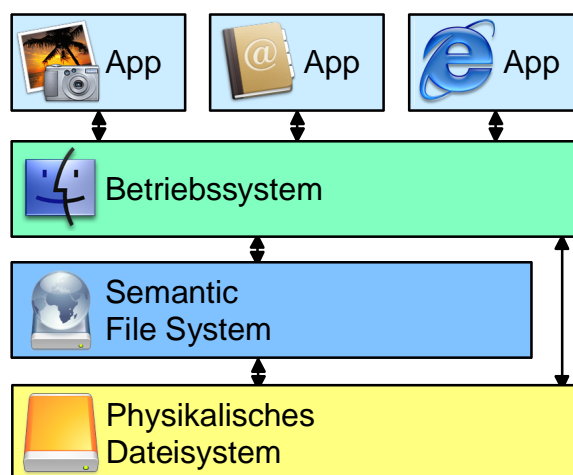 App
App
App
Betriebssystem
Semantic
File System
Physikalisches
Dateisystem